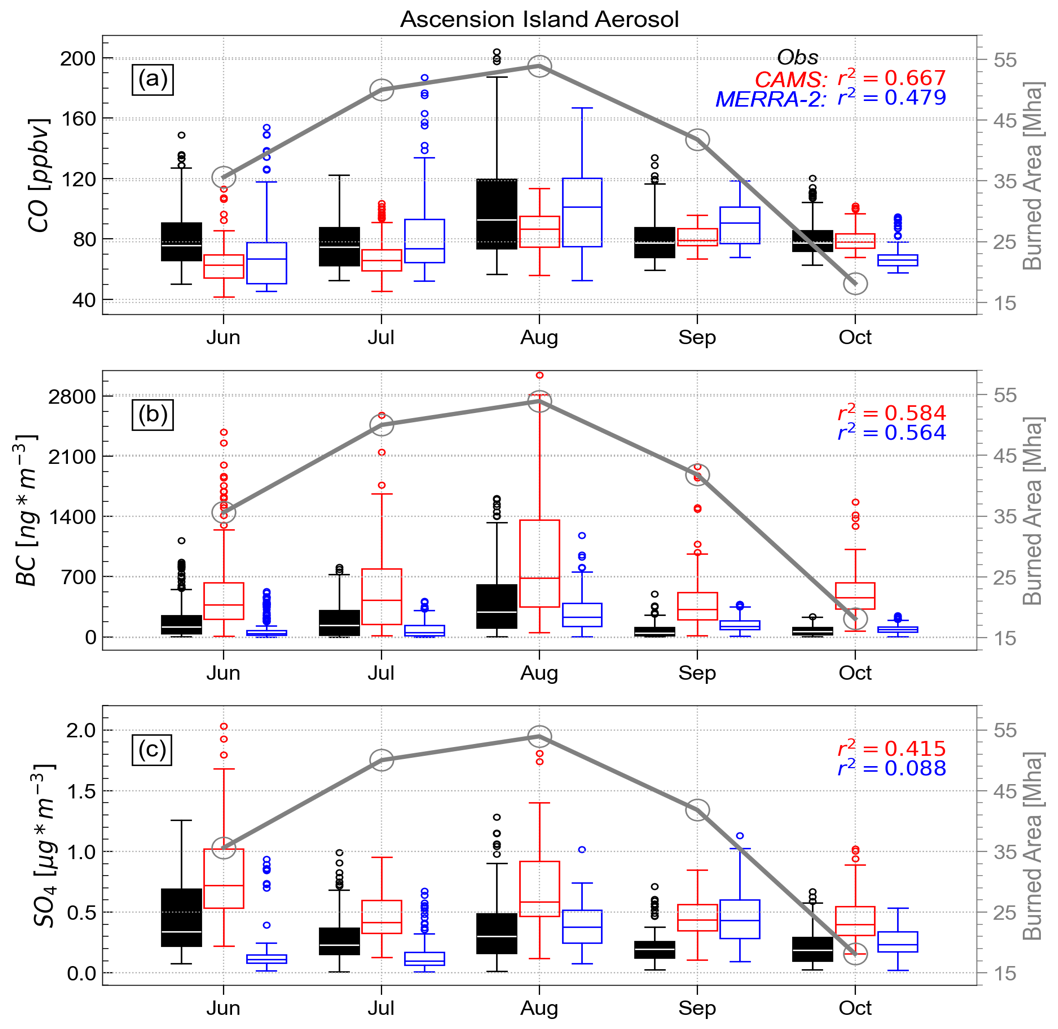 Ascension Island Aerosol
(a)
Obs
CAMS: r² = 0.667
MERRA-2: r² = 0.479
CO [ppbv]
200
160
120
80
40
55
45
35
25
15
Burned Area [Mha]
Jun Jul Aug Sep Oct
(b)
r² = 0.584
r² = 0.564
BC [ng*m⁻³]
2800
2100
1400
700
0
55
45
35
25
15
Burned Area [Mha]
Jun Jul Aug Sep Oct
(c)
r² = 0.415
r² = 0.088
SO₄ [μg*m⁻³]
2.0
1.5
1.0
0.5
0.0
55
45
35
25
15
Burned Area [Mha]
Jun Jul Aug Sep Oct